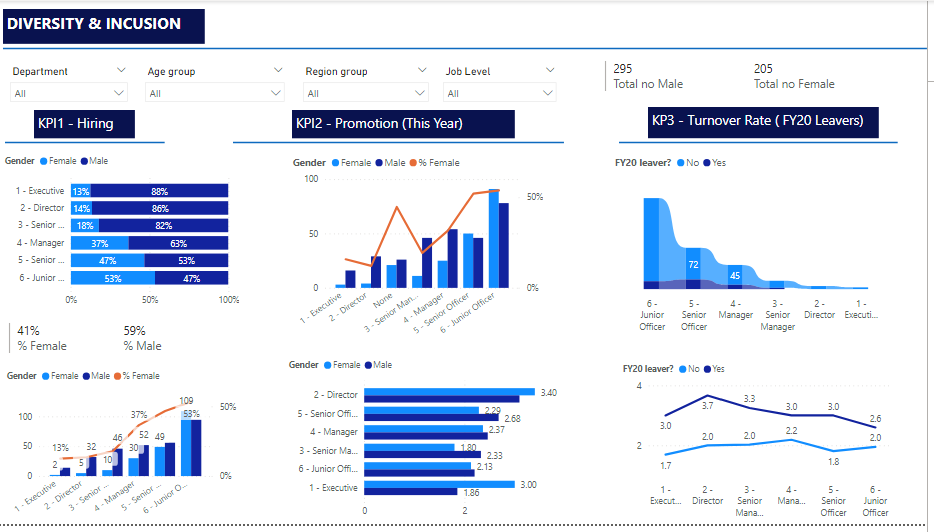 DIVERSITY & INCUSION
Department
Age group
Region group
Job Level
All
All
All
All
295
Total no Male
205
Total no Female
KPI1 - Hiring
KPI2 - Promotion (This Year)
KP3 - Turnover Rate ( FY20 Leavers)
Gender Female Male
1 - Executive 13% 88%
2 - Director 14% 86%
3 - Senior ... 18% 82%
4 - Manager 37% 63%
5 - Senior ... 47% 53%
6 - Junior ... 53% 47%
0% 50% 100%
41%
% Female
59%
% Male
Gender Female Male % Female
100
50
0
50%
0%
13%
37%
53%
2
5
32
10
46
30
52
49
109
1 - Executive
2 - Director
3 - Senior ...
4 - Manager
5 - Senior ...
6 - Junior O...
Gender Female Male % Female
100
50
0
50%
0%
1 - Executive
2 - Director
None
3 - Senior Man...
4 - Manager
5 - Senior Officer
6 - Junior Officer
Gender Female Male
2 - Director 3.40
5 - Senior Offi... 2.29 2.68
4 - Manager 2.37
3 - Senior Ma... 1.80 2.33
6 - Junior Offi... 2.13
1 - Executive 3.00 1.86
0 2
FY20 leaver? No Yes
72
45
6 -
Junior
Officer
5 -
Senior
Officer
4 -
Manager
3 -
Senior
Manager
2 -
Director
1 -
Executi...
FY20 leaver? No Yes
4
2
3.0 3.7 3.3 3.0 3.0 2.6
1.7 2.0 2.0 2.2 1.8 2.0
1 -
Execut...
2 -
Director
3 -
Senior
Mana...
4 -
Mana...
5 -
Senior
Officer
6 -
Junior
Officer